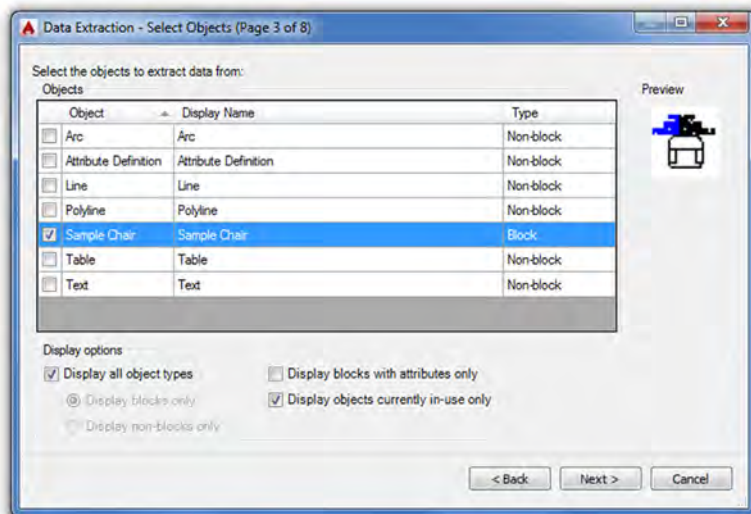 Data Extraction - Select Objects (Page 3 of 8)
Select the objects to extract data from:
Objects
Preview
Object Display Name Type
Arc Arc Non-block
Attribute Definition Attribute Definition Non-block
Line Line Non-block
Polyline Polyline Non-block
Sample Chair Sample Chair Block
Table Table Non-block
Text Text Non-block
Display options
Display all object types Display blocks with attributes only
Display blocks only Display objects currently in-use only
Display non-blocks only
< Back Next > Cancel